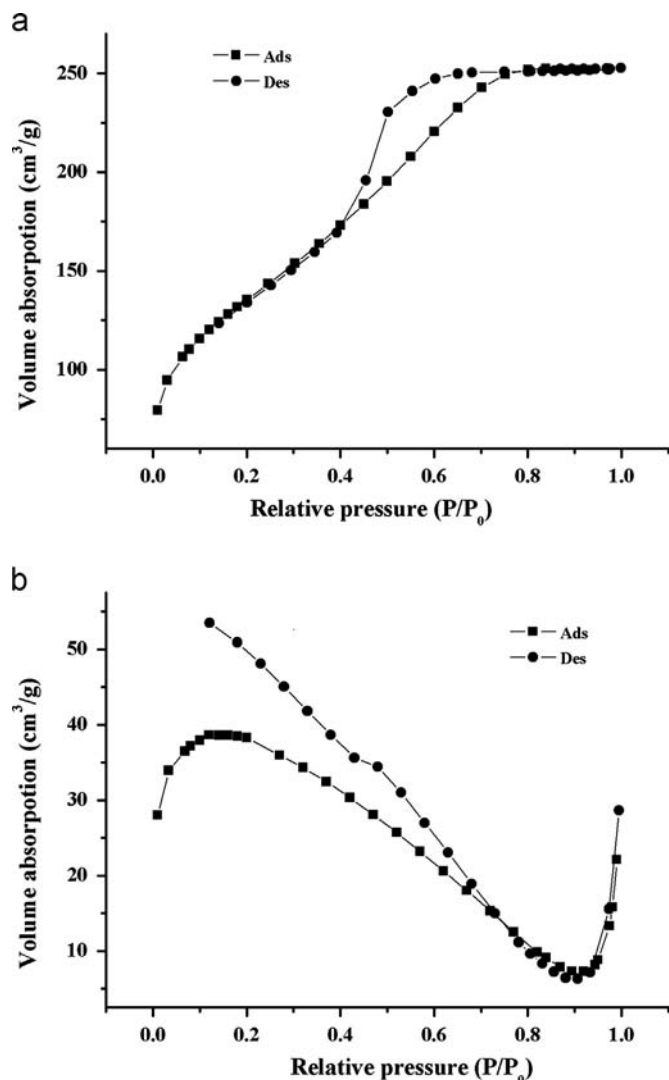 a
Ads
Des
250
200
150
100
Volume absorpotion (cm³/g)
0.0 0.2 0.4 0.6 0.8 1.0
Relative pressure (P/P₀)
b
Ads
Des
50
40
30
20
10
Volume absorpotion (cm³/g)
0.0 0.2 0.4 0.6 0.8 1.0
Relative pressure (P/P₀)